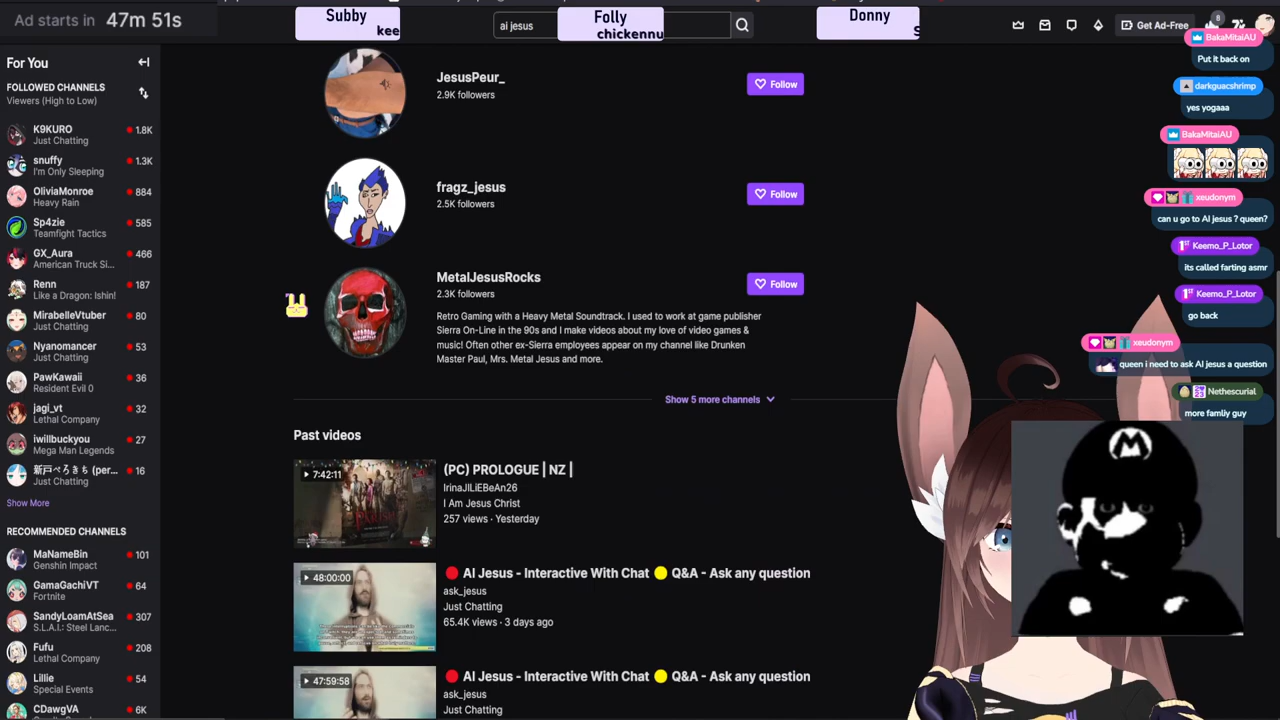 Ad starts in 47m 51s
Subby
kee
ai jesus
Folly
chickennu
Donny
S
Get Ad-Free
8
For You
FOLLOWED CHANNELS
Viewers (High to Low)
K9KURO
Just Chatting
1.8K
snuffy
I'm Only Sleeping
1.3K
OliviaMonroe
Heavy Rain
884
Sp4zie
Teamfight Tactics
585
GX_Aura
American Truck Si...
466
Renn
Like a Dragon: Ishin!
187
MirabelleVtuber
Just Chatting
80
Nyanomancer
Just Chatting
53
PawKawaii
Resident Evil 0
36
jagi_vt
Lethal Company
32
iwillbuckyou
Mega Man Legends
27
新戸べろきち (per...
Just Chatting
16
Show More
RECOMMENDED CHANNELS
MaNameBin
Genshin Impact
101
GamaGachiVT
Fortnite
64
SandyLoamAtSea
S.L.A.I.: Steel Lanc...
307
Fufu
Lethal Company
208
Lillie
Special Events
54
CDawgVA
6K
JesusPeur_
2.9K followers
Follow
fragz_jesus
2.5K followers
Follow
MetalJesusRocks
2.3K followers
Follow
Retro Gaming with a Heavy Metal Soundtrack. I used to work at game publisher
Sierra On-Line in the 90s and I make videos about my love of video games &
music! Often other ex-Sierra employees appear on my channel like Drunken
Master Paul, Mrs. Metal Jesus and more.
Show 5 more channels
Past videos
7:42:11
(PC) PROLOGUE | NZ |
IrinaJILiEBeAn26
I Am Jesus Christ
257 views · Yesterday
48:00:00
AI Jesus - Interactive With Chat Q&A - Ask any question
ask_jesus
Just Chatting
65.4K views · 3 days ago
47:59:58
AI Jesus - Interactive With Chat Q&A - Ask any question
ask_jesus
Just Chatting
BakaMitaiAU
Put it back on
darkguacshrimp
yes yogaaa
BakaMitaiAU
xeudonym
can u go to AI jesus ? queen?
Keemo_P_Lotor
its called farting asmr
Keemo_P_Lotor
go back
xeudonym
queen i need to ask AI jesus a question
Nethescurial
more famliy guy
M